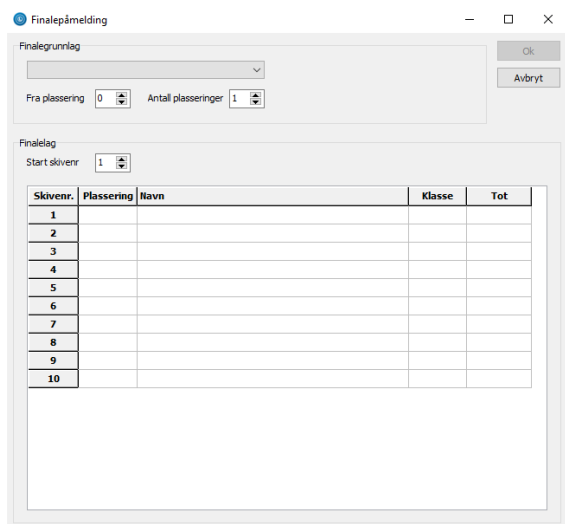 Finalepåmelding
Finalegrunnlag
Ok
Avbryt
Fra plassering 0 Antall plasseringer 1
Finalelag
Start skivenr 1
Skivenr. Plassering Navn Klasse Tot
1
2
3
4
5
6
7
8
9
10